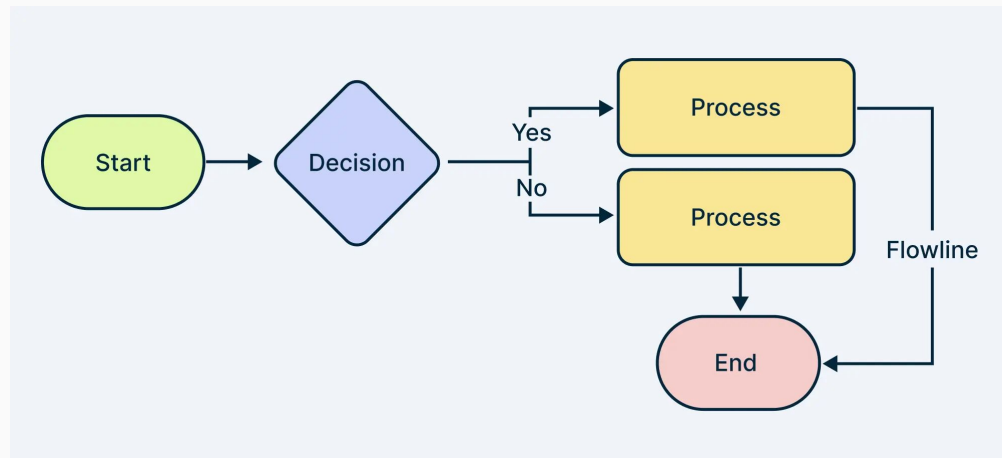 Start
Decision
Yes
No
Process
Process
Flowline
End